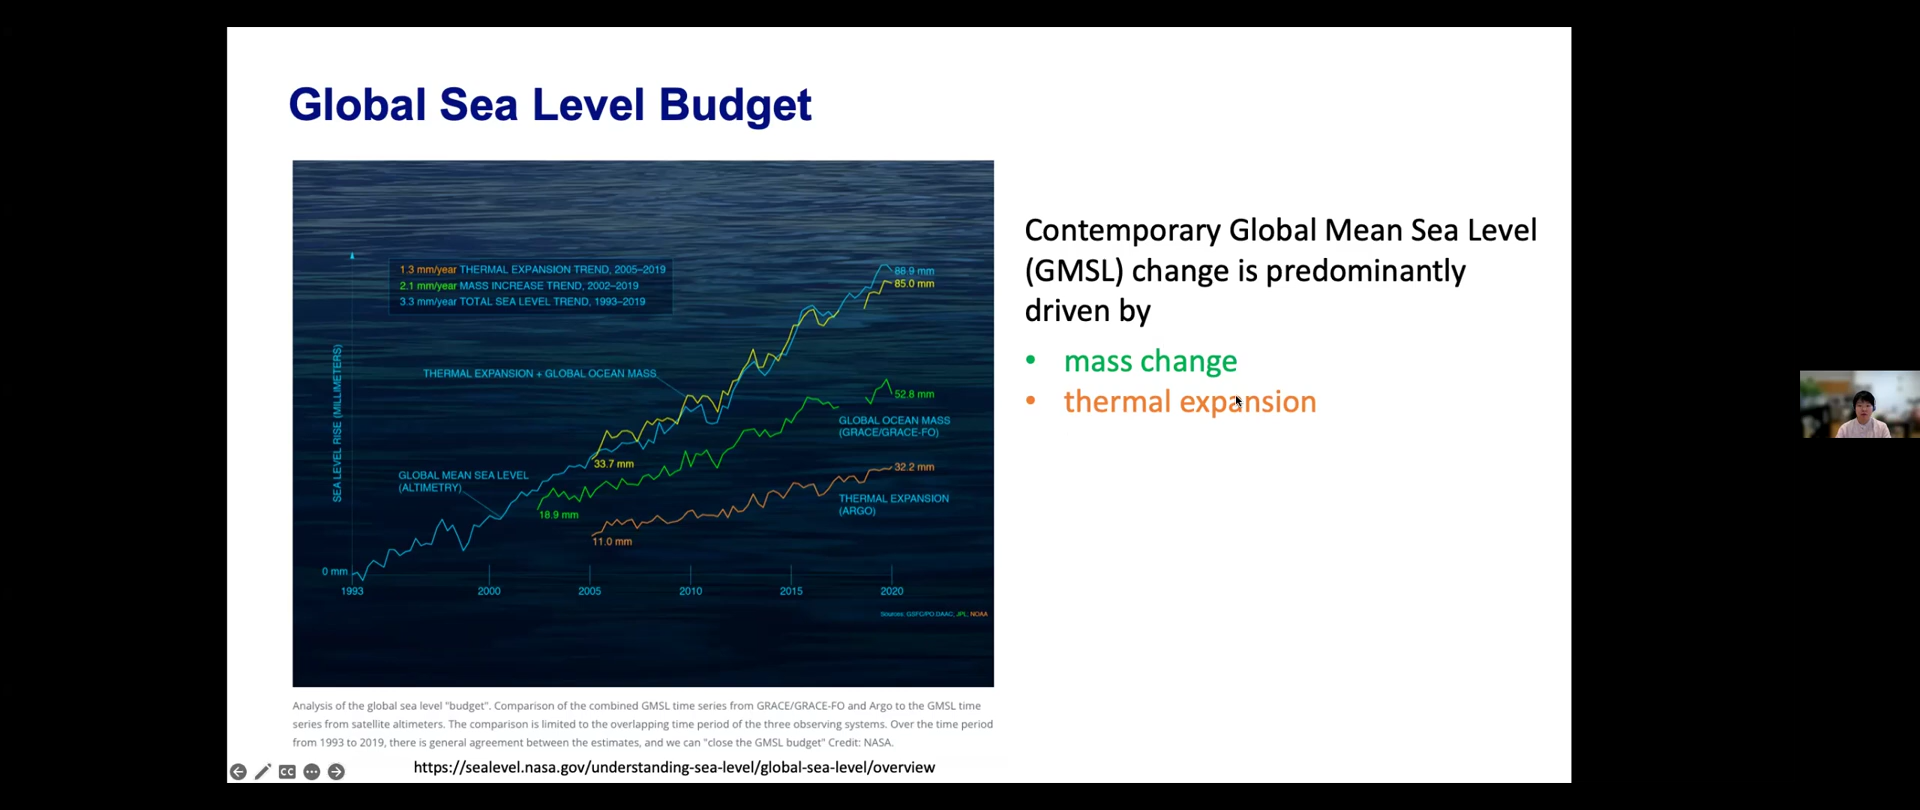 Global Sea Level Budget
1.3 mm/year THERMAL EXPANSION TREND, 2005–2019
2.1 mm/year MASS INCREASE TREND, 2002–2019
3.3 mm/year TOTAL SEA LEVEL TREND, 1993–2019
SEA LEVEL RISE (MILLIMETERS)
88.9 mm
85.0 mm
THERMAL EXPANSION + GLOBAL OCEAN MASS
52.8 mm
GLOBAL OCEAN MASS
(GRACE/GRACE-FO)
33.7 mm
32.2 mm
GLOBAL MEAN SEA LEVEL
(ALTIMETRY)
THERMAL EXPANSION
(ARGO)
18.9 mm
11.0 mm
0 mm
1993
2000
2005
2010
2015
2020
Sources: GSFC/PO.DAAC, JPL, NOAA
Contemporary Global Mean Sea Level
(GMSL) change is predominantly
driven by
• mass change
• thermal expansion
Analysis of the global sea level "budget". Comparison of the combined GMSL time series from GRACE/GRACE-FO and Argo to the GMSL time
series from satellite altimeters. The comparison is limited to the overlapping time period of the three observing systems. Over the time period
from 1993 to 2019, there is general agreement between the estimates, and we can "close the GMSL budget" Credit: NASA.
CC
https://sealevel.nasa.gov/understanding-sea-level/global-sea-level/overview